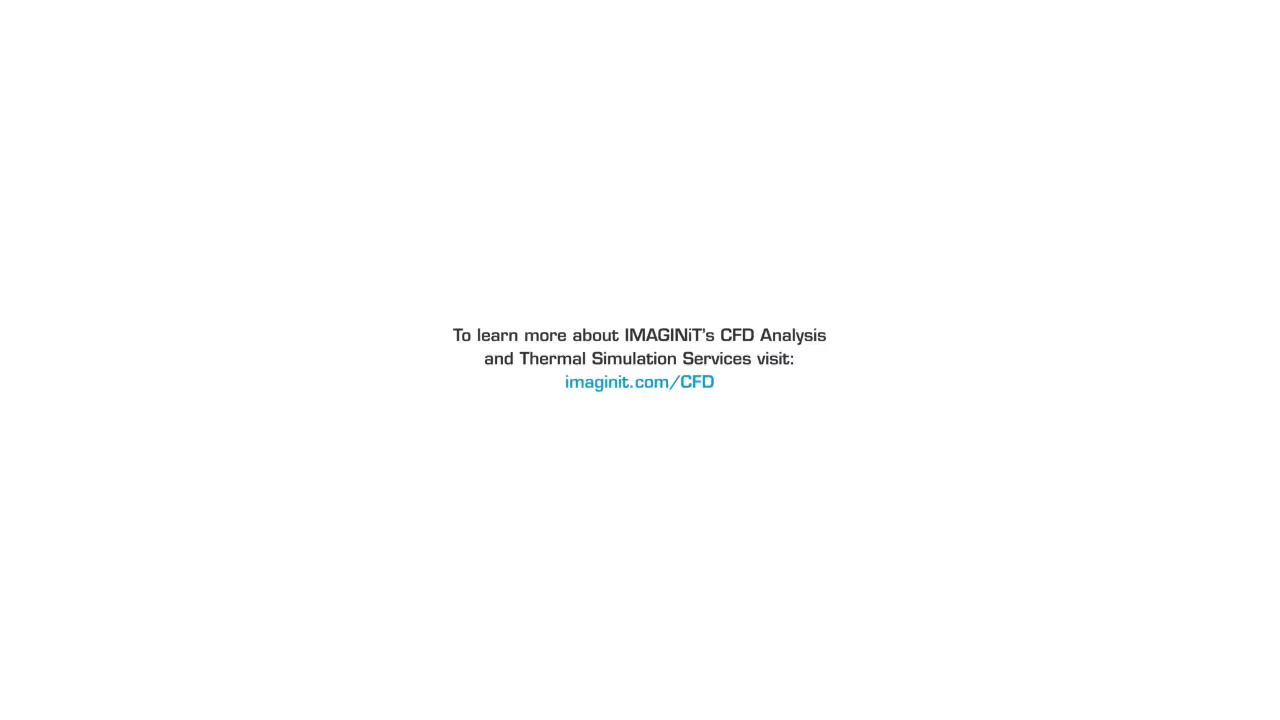 To learn more about IMAGINiT's CFD Analysis
and Thermal Simulation Services visit:
imaginit.com/CFD